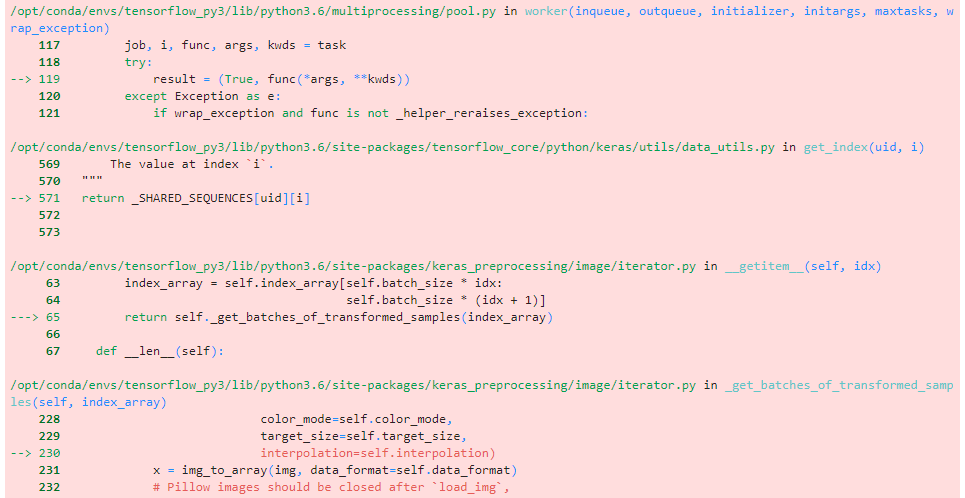 /opt/conda/envs/tensorflow_py3/lib/python3.6/multiprocessing/pool.py in worker(inqueue, outqueue, initializer, initargs, maxtasks, w
rap_exception)
    117         job, i, func, args, kwds = task
    118         try:
--> 119             result = (True, func(*args, **kwds))
    120         except Exception as e:
    121             if wrap_exception and func is not _helper_reraises_exception:
/opt/conda/envs/tensorflow_py3/lib/python3.6/site-packages/tensorflow_core/python/keras/utils/data_utils.py in get_index(uid, i)
    569       The value at index `i`.
    570   """
--> 571   return _SHARED_SEQUENCES[uid][i]
    572
    573
/opt/conda/envs/tensorflow_py3/lib/python3.6/site-packages/keras_preprocessing/image/iterator.py in __getitem__(self, idx)
     63         index_array = self.index_array[self.batch_size * idx:
     64                                        self.batch_size * (idx + 1)]
---> 65         return self._get_batches_of_transformed_samples(index_array)
     66
     67     def __len__(self):
/opt/conda/envs/tensorflow_py3/lib/python3.6/site-packages/keras_preprocessing/image/iterator.py in _get_batches_of_transformed_samp
les(self, index_array)
    228                            color_mode=self.color_mode,
    229                            target_size=self.target_size,
--> 230                            interpolation=self.interpolation)
    231             x = img_to_array(img, data_format=self.data_format)
    232             # Pillow images should be closed after `load_img`,